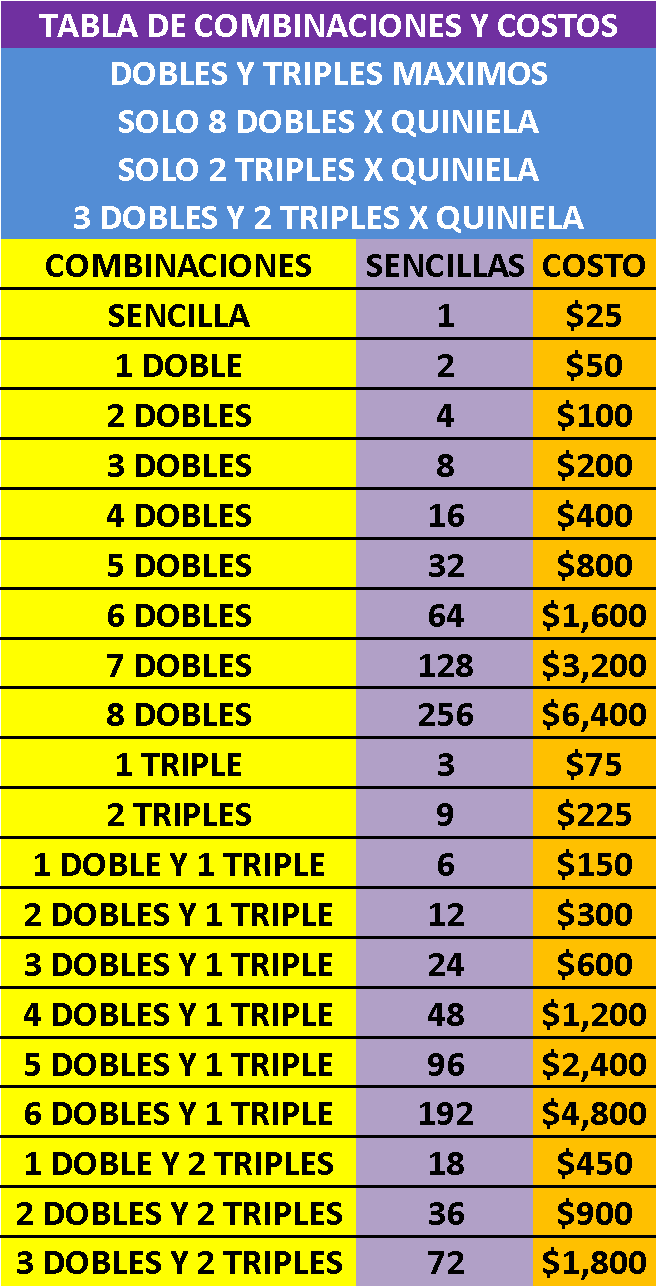 TABLA DE COMBINACIONES Y COSTOS
DOBLES Y TRIPLES MAXIMOS
SOLO 8 DOBLES X QUINIELA
SOLO 2 TRIPLES X QUINIELA
3 DOBLES Y 2 TRIPLES X QUINIELA
COMBINACIONES SENCILLAS COSTO
SENCILLA 1 $25
1 DOBLE 2 $50
2 DOBLES 4 $100
3 DOBLES 8 $200
4 DOBLES 16 $400
5 DOBLES 32 $800
6 DOBLES 64 $1,600
7 DOBLES 128 $3,200
8 DOBLES 256 $6,400
1 TRIPLE 3 $75
2 TRIPLES 9 $225
1 DOBLE Y 1 TRIPLE 6 $150
2 DOBLES Y 1 TRIPLE 12 $300
3 DOBLES Y 1 TRIPLE 24 $600
4 DOBLES Y 1 TRIPLE 48 $1,200
5 DOBLES Y 1 TRIPLE 96 $2,400
6 DOBLES Y 1 TRIPLE 192 $4,800
1 DOBLE Y 2 TRIPLES 18 $450
2 DOBLES Y 2 TRIPLES 36 $900
3 DOBLES Y 2 TRIPLES 72 $1,800